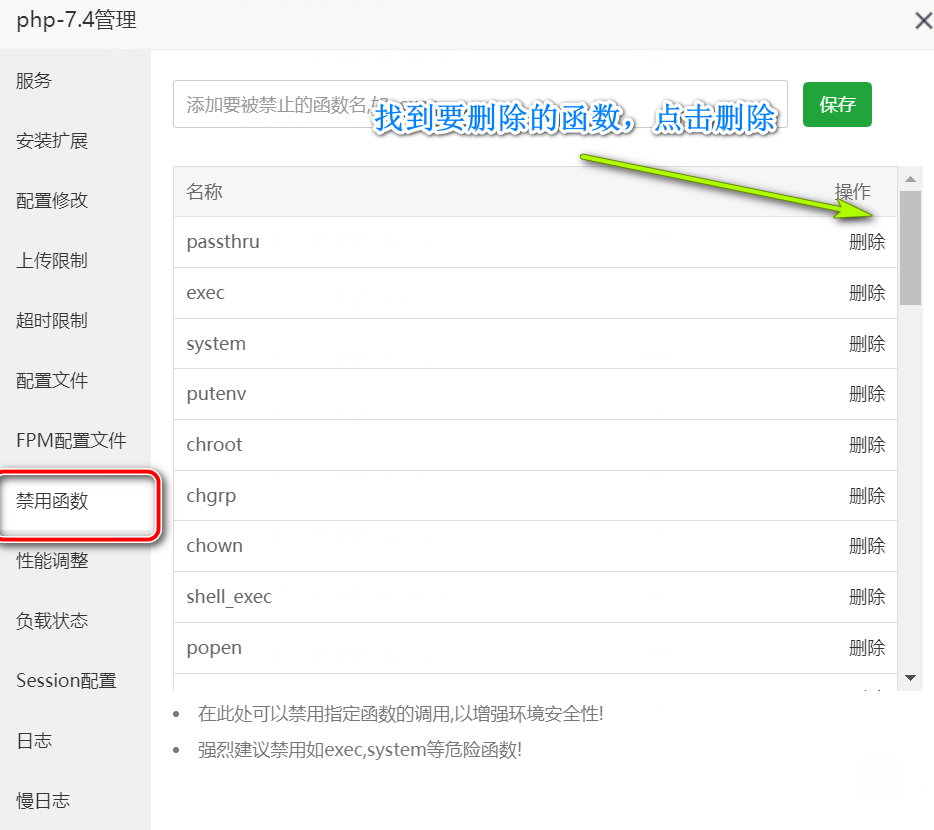 php-7.4管理
服务
安装扩展
配置修改
上传限制
超时限制
配置文件
FPM配置文件
禁用函数
性能调整
负载状态
Session配置
日志
慢日志
添加要被禁止的函数名,
保存
找到要删除的函数，点击删除
名称 操作
passthru 删除
exec 删除
system 删除
putenv 删除
chroot 删除
chgrp 删除
chown 删除
shell_exec 删除
popen 删除
在此处可以禁用指定函数的调用,以增强环境安全性!
强烈建议禁用如exec,system等危险函数!